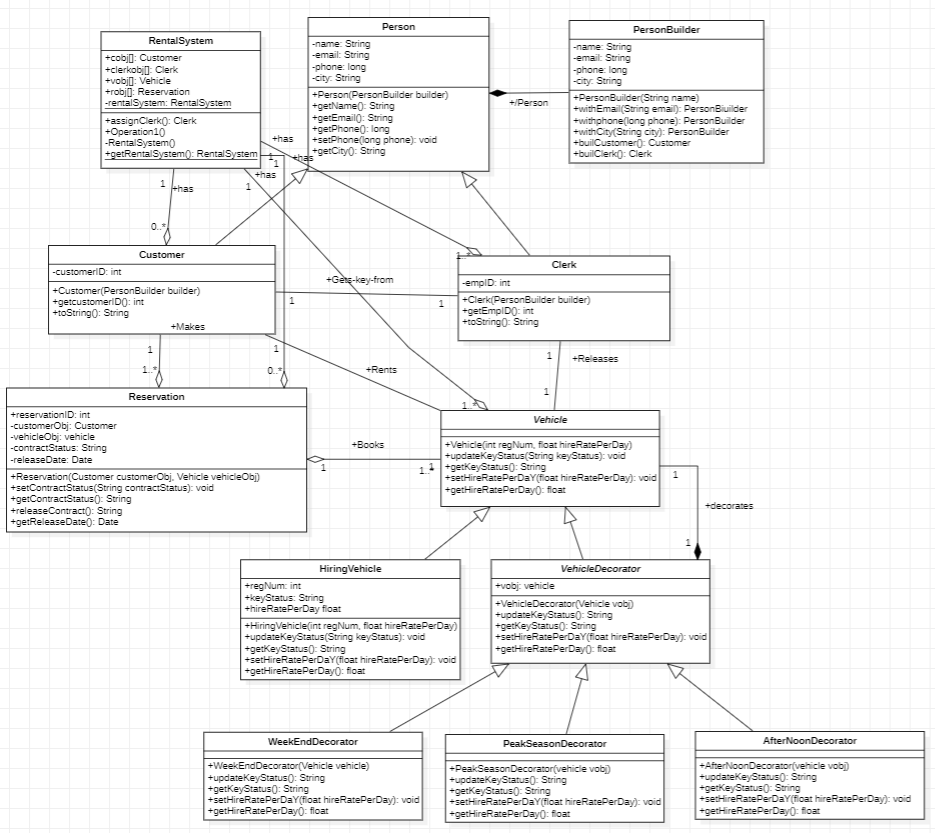 RentalSystem
+cobj[]: Customer
+clerkobj[]: Clerk
+vobj[]: Vehicle
+robj[]: Reservation
-rentalSystem: RentalSystem
+assignClerk(): Clerk
+Operation1()
-RentalSystem()
+getRentalSystem(): RentalSystem
Person
-name: String
-email: String
-phone: long
-city: String
+Person(PersonBuilder builder)
+getName(): String
+getEmail(): String
+getPhone(): long
+setPhone(long phone): void
+getCity(): String
PersonBuilder
-name: String
-email: String
-phone: long
-city: String
+PersonBuilder(String name)
+withEmail(String email): PersonBiuilder
+withphone(long phone): PersonBuilder
+withCity(String city): PersonBuilder
+builCustomer(): Customer
+builClerk(): Clerk
+/Person
+has
1
+has
1
+has
1
1
+has
0..*
1..*
Customer
-customerID: int
+Customer(PersonBuilder builder)
+getcustomerID(): int
+toString(): String
+Makes
Clerk
-empID: int
+Clerk(PersonBuilder builder)
+getEmpID(): int
+toString(): String
+Gets-key-from
1
1
1
1..*
1
0..*
+Rents
1
+Releases
1
1..*
Reservation
+reservationID: int
-customerObj: Customer
-vehicleObj: vehicle
-contractStatus: String
-releaseDate: Date
+Reservation(Customer customerObj, Vehicle vehicleObj)
+setContractStatus(String contractStatus): void
+getContractStatus(): String
+releaseContract(): String
+getReleaseDate(): Date
+Books
1
1..*
1
Vehicle
+Vehicle(int regNum, float hireRatePerDay)
+updateKeyStatus(String keyStatus): void
+getKeyStatus(): String
+setHireRatePerDaY(float hireRatePerDay): void
+getHireRatePerDay(): float
1
+decorates
1
HiringVehicle
+regNum: int
+keyStatus: String
+hireRatePerDay float
+HiringVehicle(int regNum, float hireRatePerDay)
+updateKeyStatus(String keyStatus): void
+getKeyStatus(): String
+setHireRatePerDaY(float hireRatePerDay): void
+getHireRatePerDay(): float
VehicleDecorator
+vobj: vehicle
+VehicleDecorator(Vehicle vobj)
+updateKeyStatus(): String
+getKeyStatus(): String
+setHireRatePerDaY(float hireRatePerDay): void
+getHireRatePerDay(): float
WeekEndDecorator
+WeekEndDecorator(Vehicle vehicle)
+updateKeyStatus(): String
+getKeyStatus(): String
+setHireRatePerDaY(float hireRatePerDay): void
+getHireRatePerDay(): float
PeakSeasonDecorator
+PeakSeasonDecorator(vehicle vobj)
+updateKeyStatus(): String
+getKeyStatus(): String
+setHireRatePerDaY(float hireRatePerDay): void
+getHireRatePerDay(): float
AfterNoonDecorator
+AfterNoonDecorator(vehicle vobj)
+updateKeyStatus(): String
+getKeyStatus(): String
+setHireRatePerDaY(float hireRatePerDay): void
+getHireRatePerDay(): float